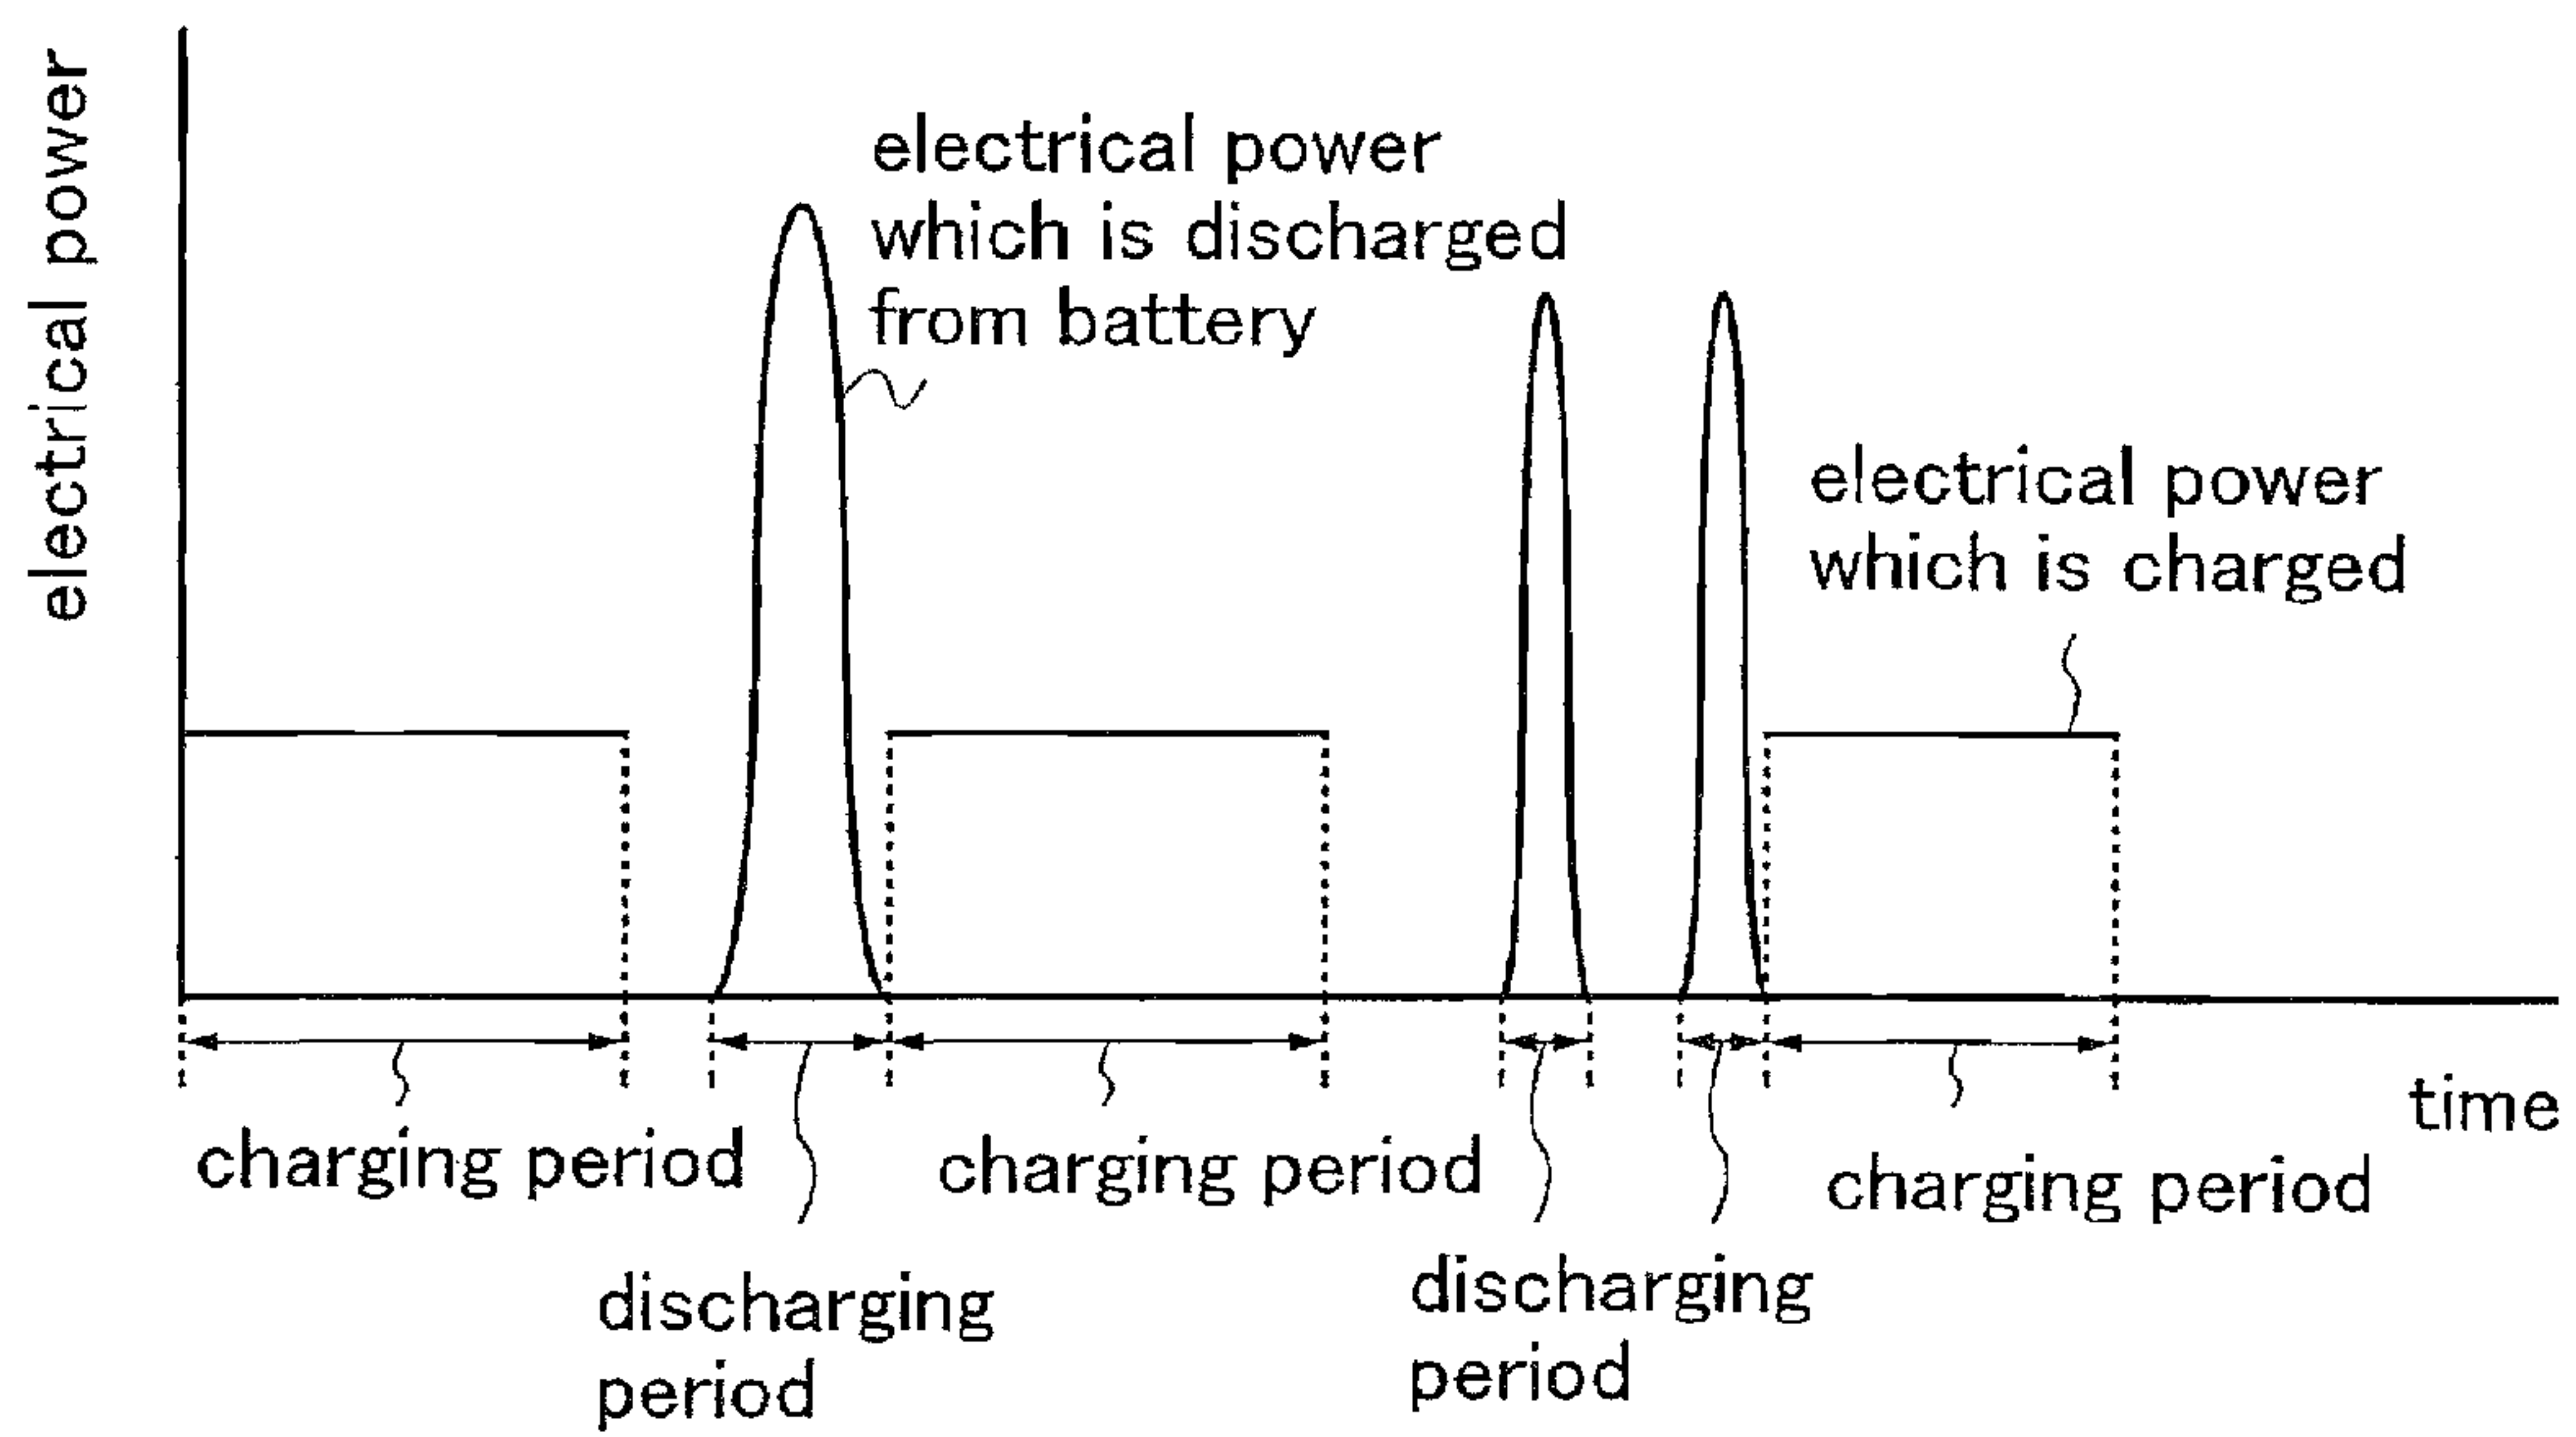 electrical power
electrical power
which is discharged
from battery
electrical power
which is charged
time
charging period
charging period
charging period
discharging
period
discharging
period